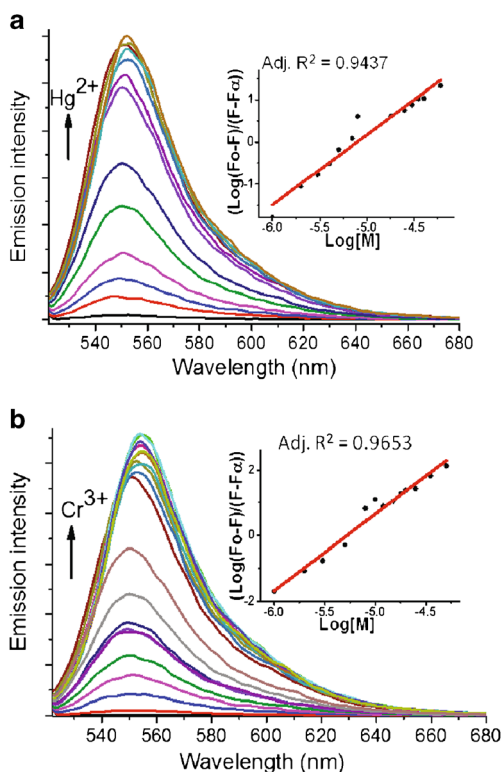 a
Hg2+
Emission intensity
Adj. R2 = 0.9437
(Log(Fo-F)/(F-Fα))
1
0
-1
-6.0 -5.5 -5.0 -4.5
Log[M]
540 560 580 600 620 640 660 680
Wavelength (nm)
b
Cr3+
Emission intensity
Adj. R2 = 0.9653
(Log(Fo-F)/(F-Fα))
2
0
-2
-6.0 -5.5 -5.0 -4.5
Log[M]
540 560 580 600 620 640 660 680
Wavelength (nm)